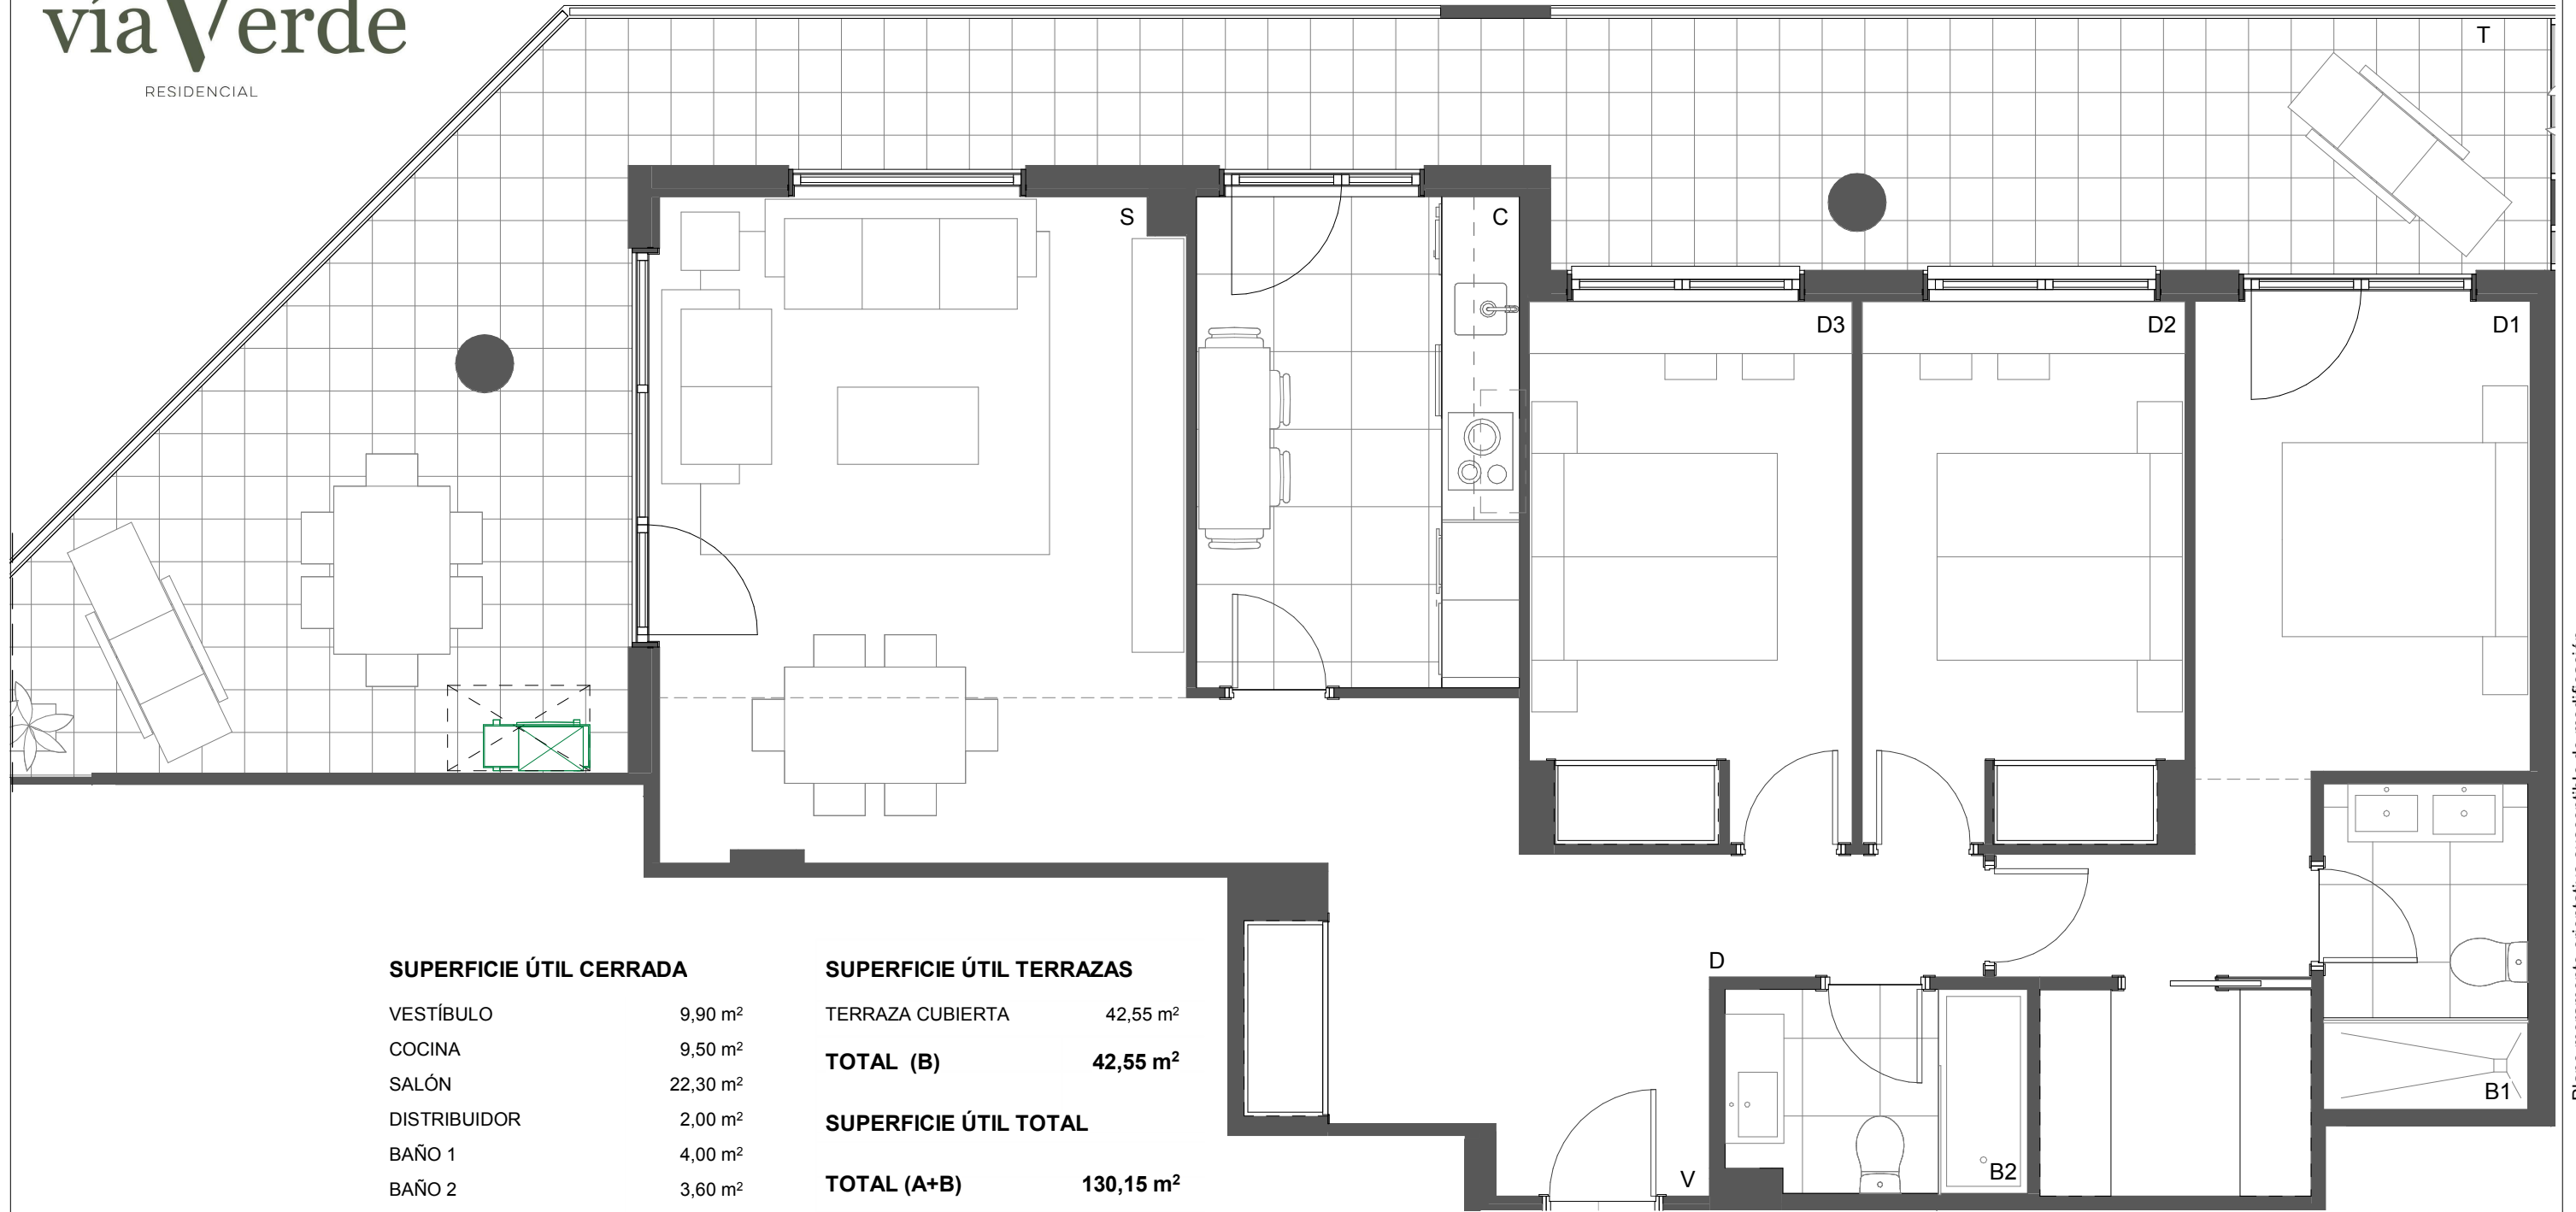 vía Verde
RESIDENCIAL
T
S
C
D3
D2
D1
D
V
B2
B1
SUPERFICIE ÚTIL CERRADA
VESTÍBULO 9,90 m²
COCINA 9,50 m²
SALÓN 22,30 m²
DISTRIBUIDOR 2,00 m²
BAÑO 1 4,00 m²
BAÑO 2 3,60 m²
SUPERFICIE ÚTIL TERRAZAS
TERRAZA CUBIERTA 42,55 m²
TOTAL (B) 42,55 m²
SUPERFICIE ÚTIL TOTAL
TOTAL (A+B) 130,15 m²